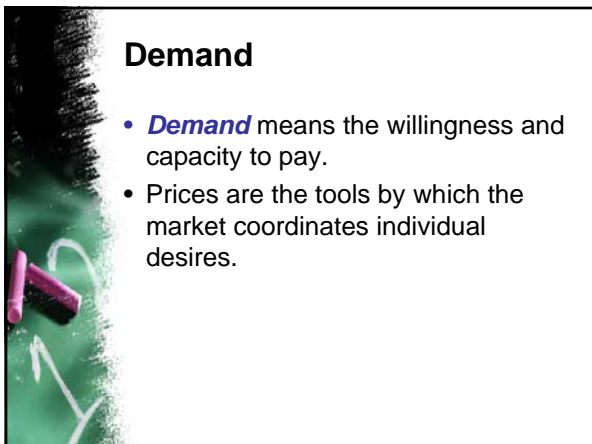 Demand
• Demand means the willingness and
capacity to pay.
• Prices are the tools by which the
market coordinates individual
desires.